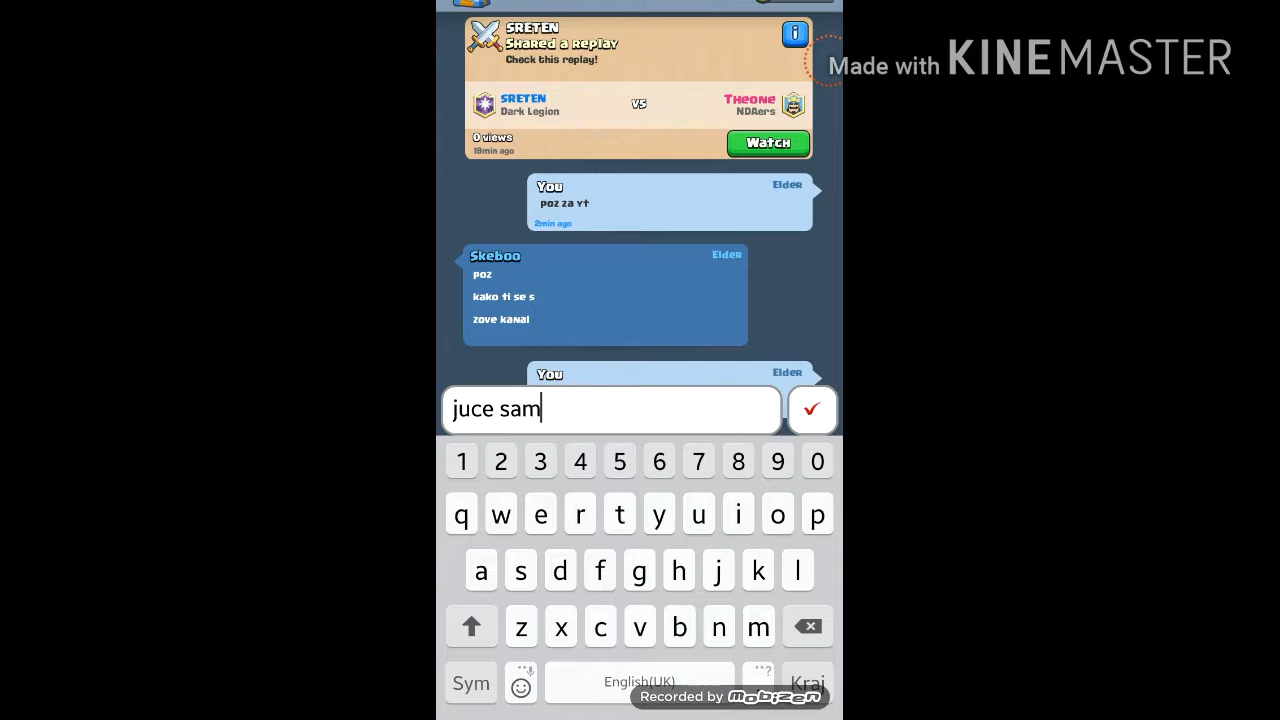 SRETEN
Shared a replay
Check this replay!
Made with KINEMASTER
SRETEN
Dark Legion
vs
Theone
NDAers
0 views
19min ago
Watch
You
Elder
poz za yt
2min ago
Skeboo
Elder
poz
kako ti se s
zove kanal
You
Elder
juce sam
1 2 3 4 5 6 7 8 9 0
q w e r t y u i o p
a s d f g h j k l
z x c v b n m
Sym
English(UK)
Kraj
Recorded by mobizen